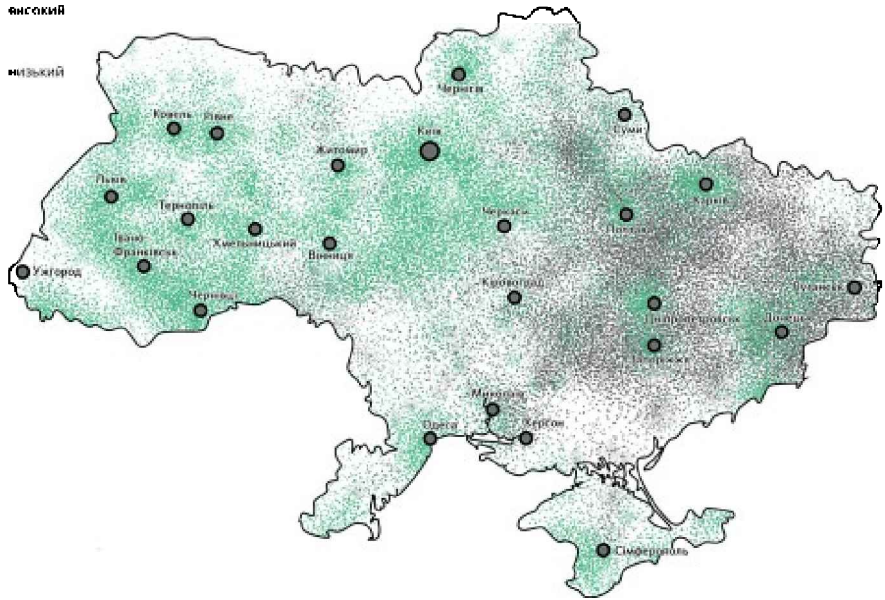 високий
низький
Чернігів
Ковель
Рівне
Київ
Суми
Житомир
Львів
Харків
Тернопіль
Черкаси
Полтава
Івано-
Франківськ
Хмельницький
Вінниця
Ужгород
Кіровоград
Луганськ
Чернівці
Дніпропетровськ
Донецьк
Запоріжжя
Миколаїв
Одеса
Херсон
Сімферополь